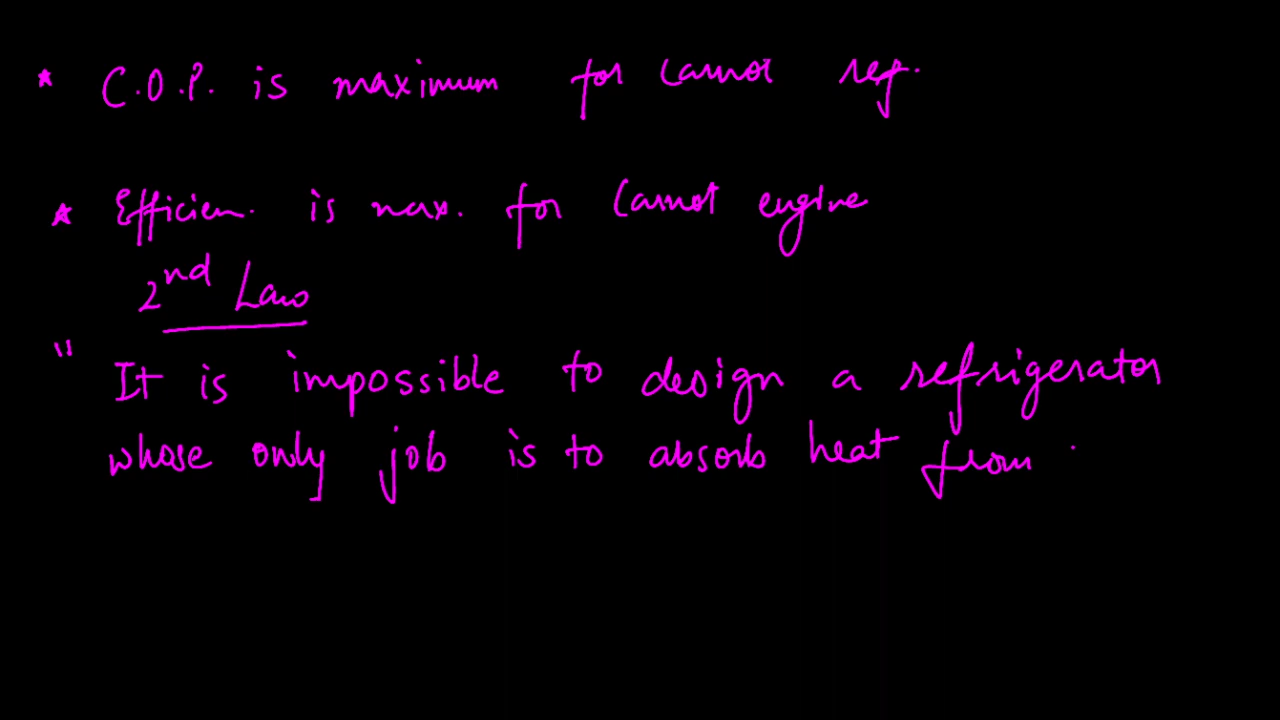 * C.O.P. is maximum for Carnot ref.
* Efficien. is max. for Carnot engine
2nd Law
" It is impossible to design a refrigerator
whose only job is to absorb heat from